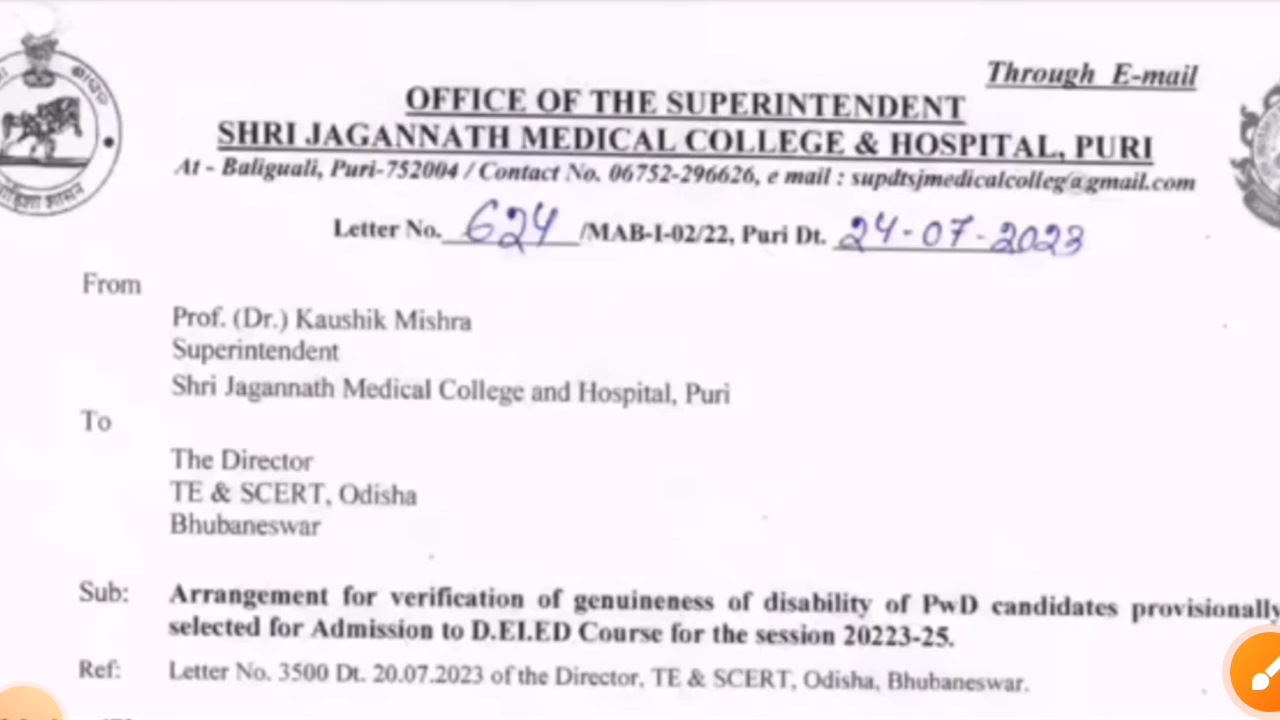 Through E-mail
OFFICE OF THE SUPERINTENDENT
SHRI JAGANNATH MEDICAL COLLEGE & HOSPITAL, PURI
At - Baliguali, Puri-752004 / Contact No. 06752-296626, e mail : supdtsjmedicalcolleg@gmail.com
Letter No. 624 /MAB-I-02/22, Puri Dt. 24-07-2023
From
Prof. (Dr.) Kaushik Mishra
Superintendent
Shri Jagannath Medical College and Hospital, Puri
To
The Director
TE & SCERT, Odisha
Bhubaneswar
Sub: Arrangement for verification of genuineness of disability of PwD candidates provisionally
selected for Admission to D.EI.ED Course for the session 20223-25.
Ref: Letter No. 3500 Dt. 20.07.2023 of the Director, TE & SCERT, Odisha, Bhubaneswar.